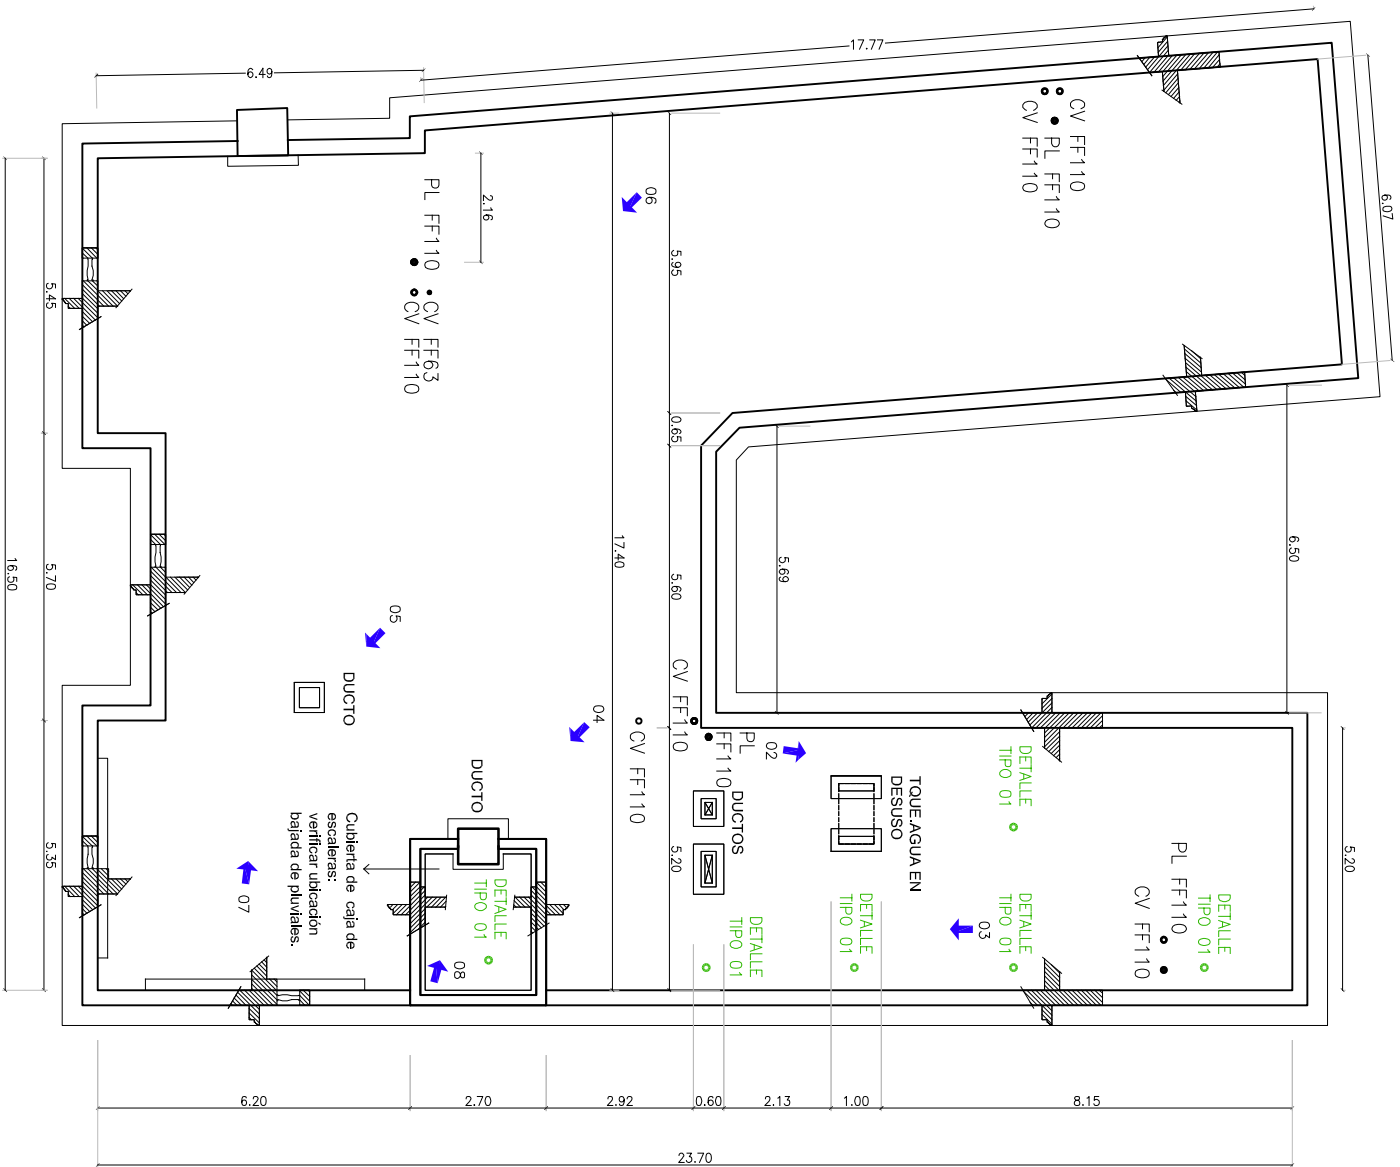 17.77
6.49
6.07
CV FF110
PL FF110
CV FF110
06
2.16
PL FF110
5.95
5.45
CV FF63
CV FF110
0.65
6.50
17.40
5.69
5.60
5.70
16.50
05
DUCTO
04
CV FF110
CV FF110
PL
FF110
02
DETALLE
TIPO 01
TQUE.AGUA EN
DESUSO
DUCTOS
DUCTO
Cubierta de caja de
escaleras:
verificar ubicación
bajada de pluviales.
5.20
5.20
5.35
PL FF110
CV FF110
DETALLE
TIPO 01
DETALLE
TIPO 01
DETALLE
TIPO 01
DETALLE
TIPO 01
DETALLE
TIPO 01
03
07
08
6.20
2.70
2.92
0.60
2.13
1.00
8.15
23.70